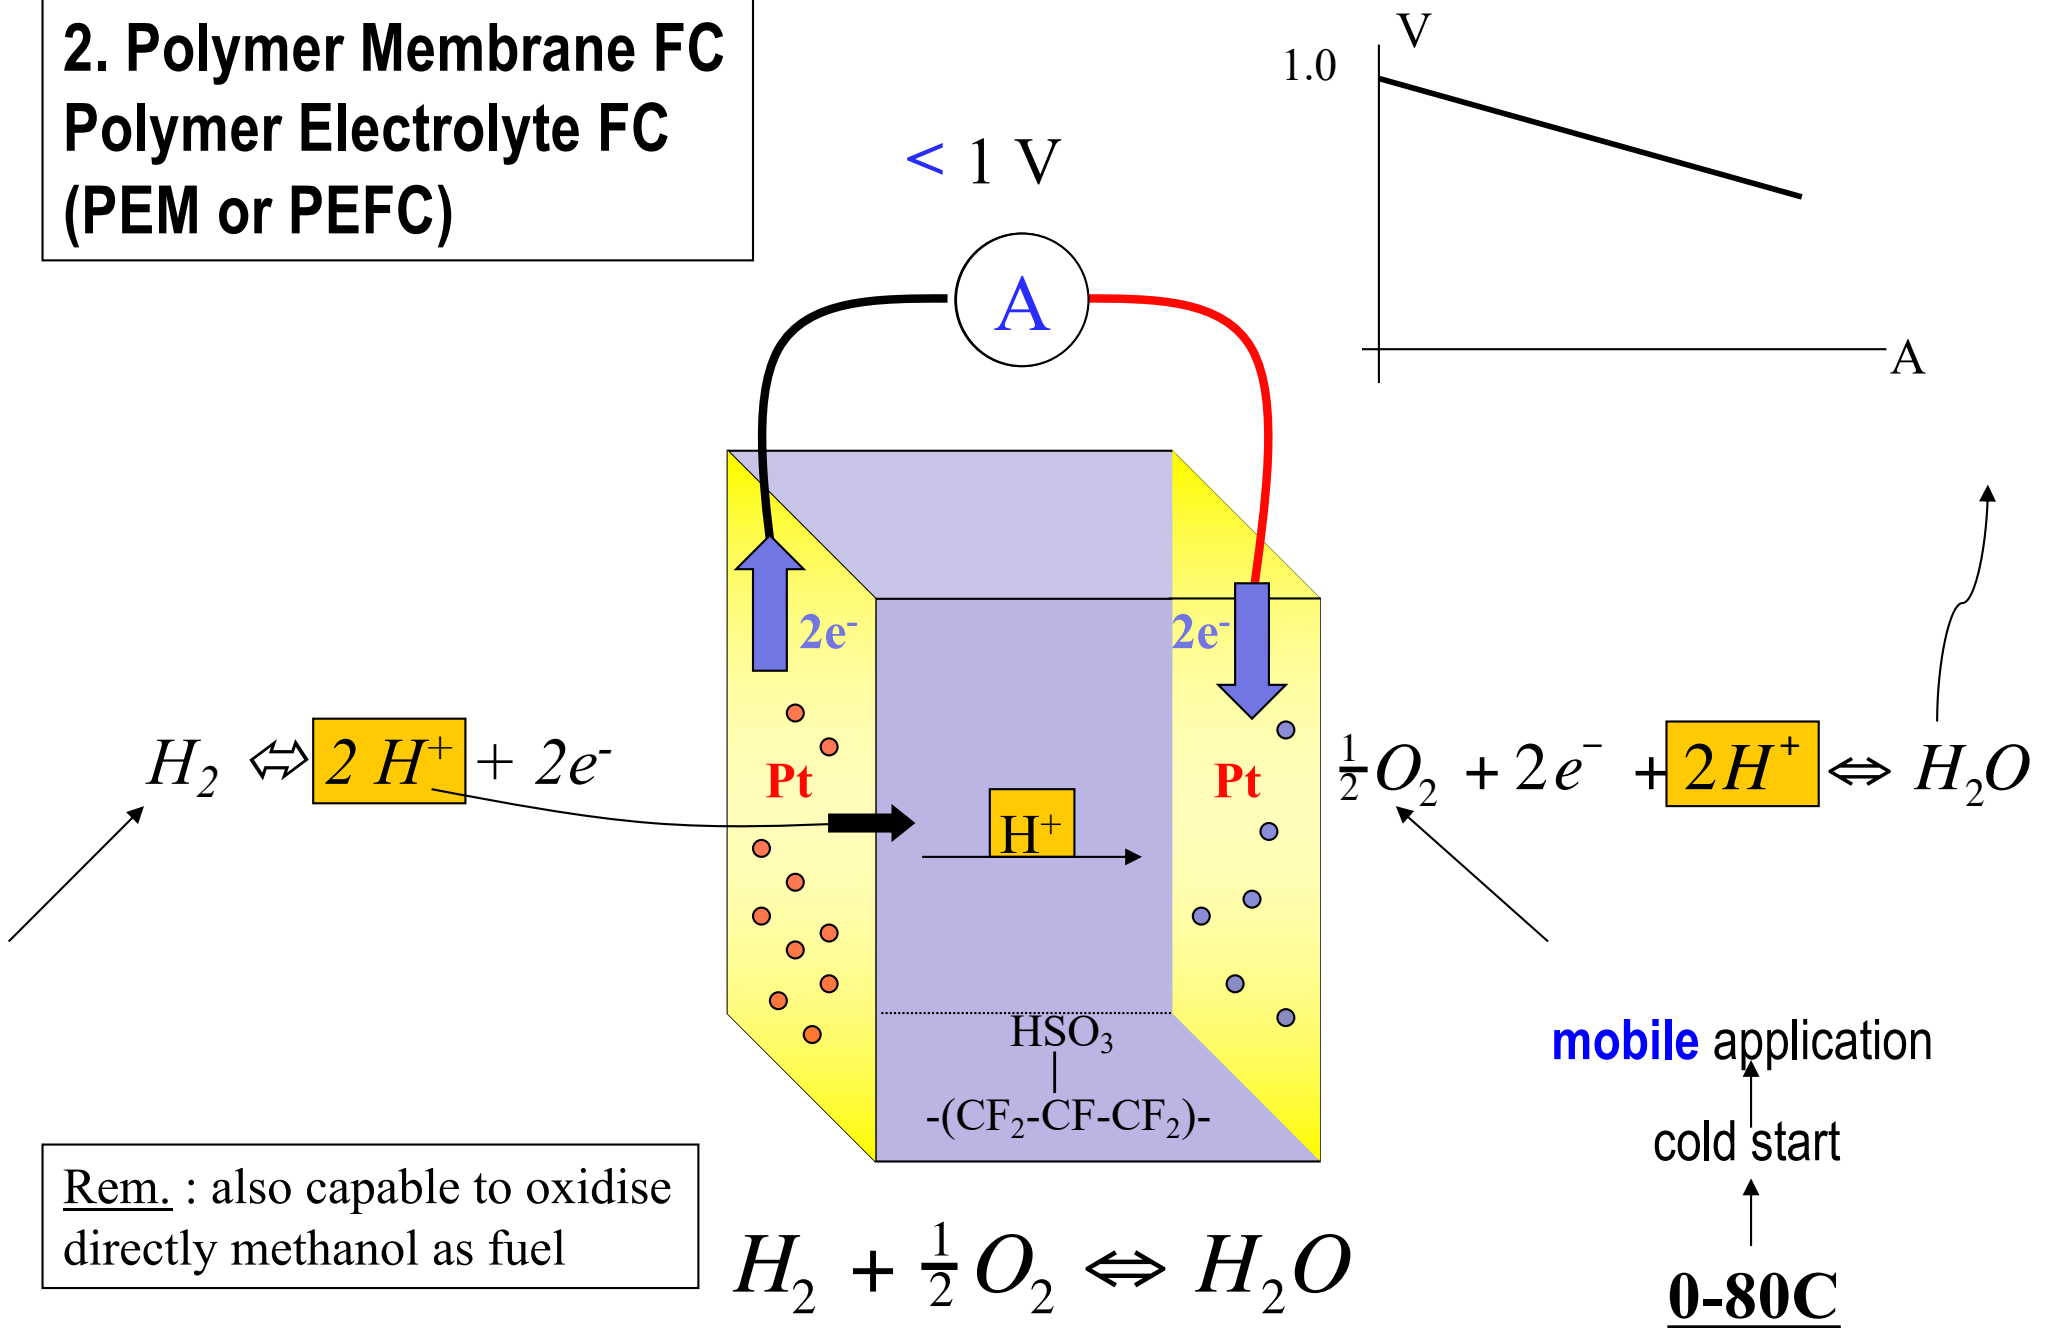 2. Polymer Membrane FC
Polymer Electrolyte FC
(PEM or PEFC)
V
1.0
A
< 1 V
A
2e⁻
2e⁻
H₂ ⇔ 2 H⁺ + 2e⁻
Pt
H⁺
Pt
½O₂ + 2e⁻ + 2H⁺ ⇔ H₂O
HSO₃
-(CF₂-CF-CF₂)-
mobile application
cold start
0-80C
Rem. : also capable to oxidise
directly methanol as fuel
H₂ + ½O₂ ⇔ H₂O